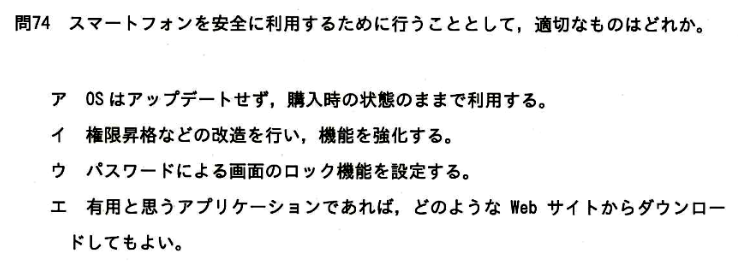 問74 スマートフォンを安全に利用するために行うこととして，適切なものはどれか。
ア OSはアップデートせず，購入時の状態のままで利用する。
イ 権限昇格などの改造を行い，機能を強化する。
ウ パスワードによる画面のロック機能を設定する。
エ 有用と思うアプリケーションであれば，どのような Web サイトからダウンロー
ドしてもよい。